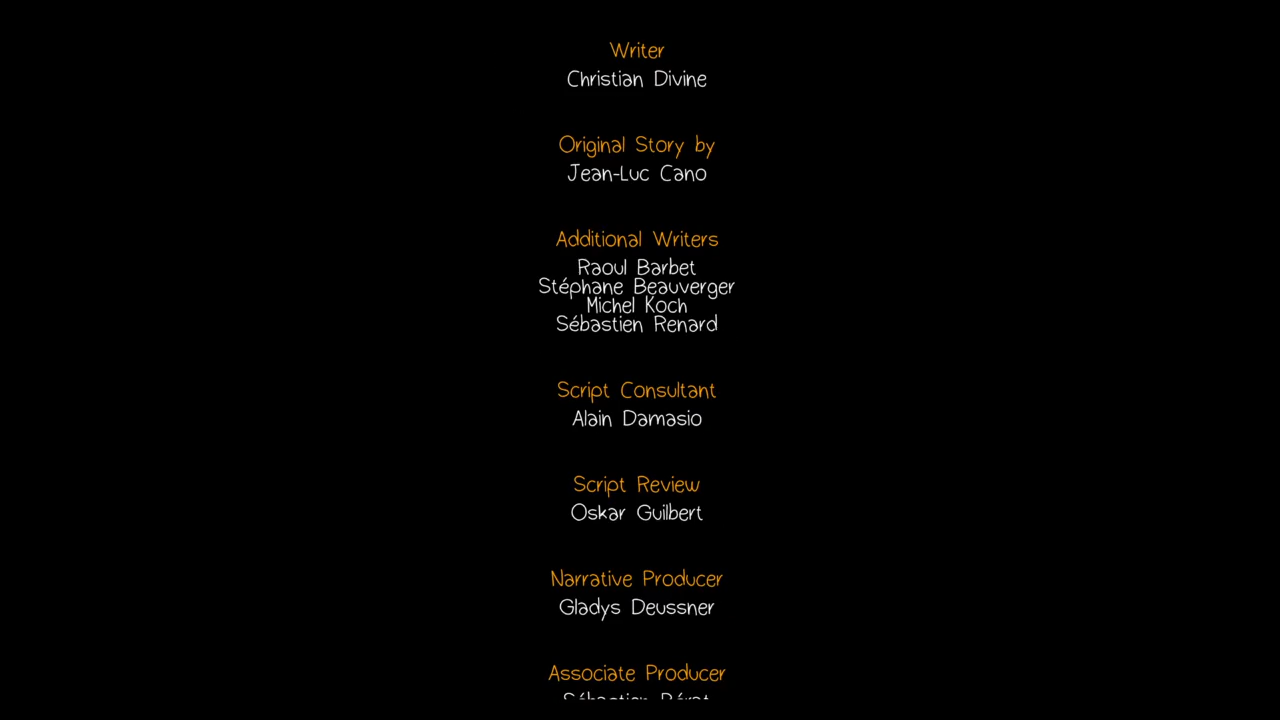 Writer
Christian Divine
Original Story by
Jean-Luc Cano
Additional Writers
Raoul Barbet
Stéphane Beauverger
Michel Koch
Sébastien Renard
Script Consultant
Alain Damasio
Script Review
Oskar Guilbert
Narrative Producer
Gladys Deussner
Associate Producer
Sébastien